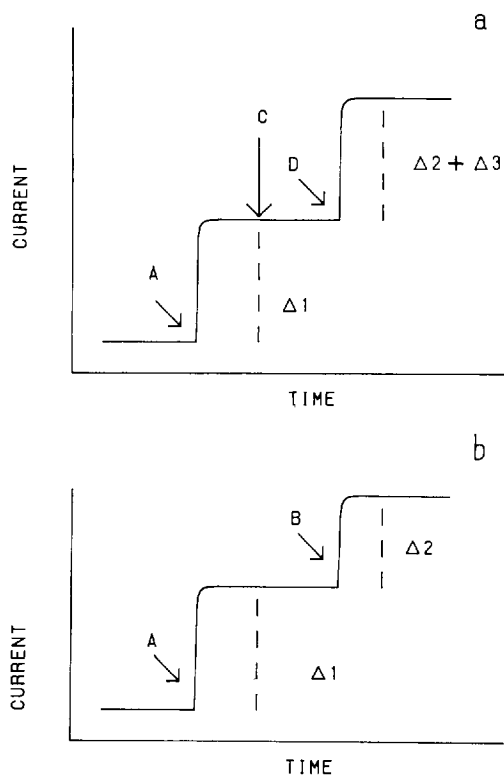 a
C
D
Δ2 + Δ3
CURRENT
A
Δ1
TIME
b
B
Δ2
A
Δ1
CURRENT
TIME